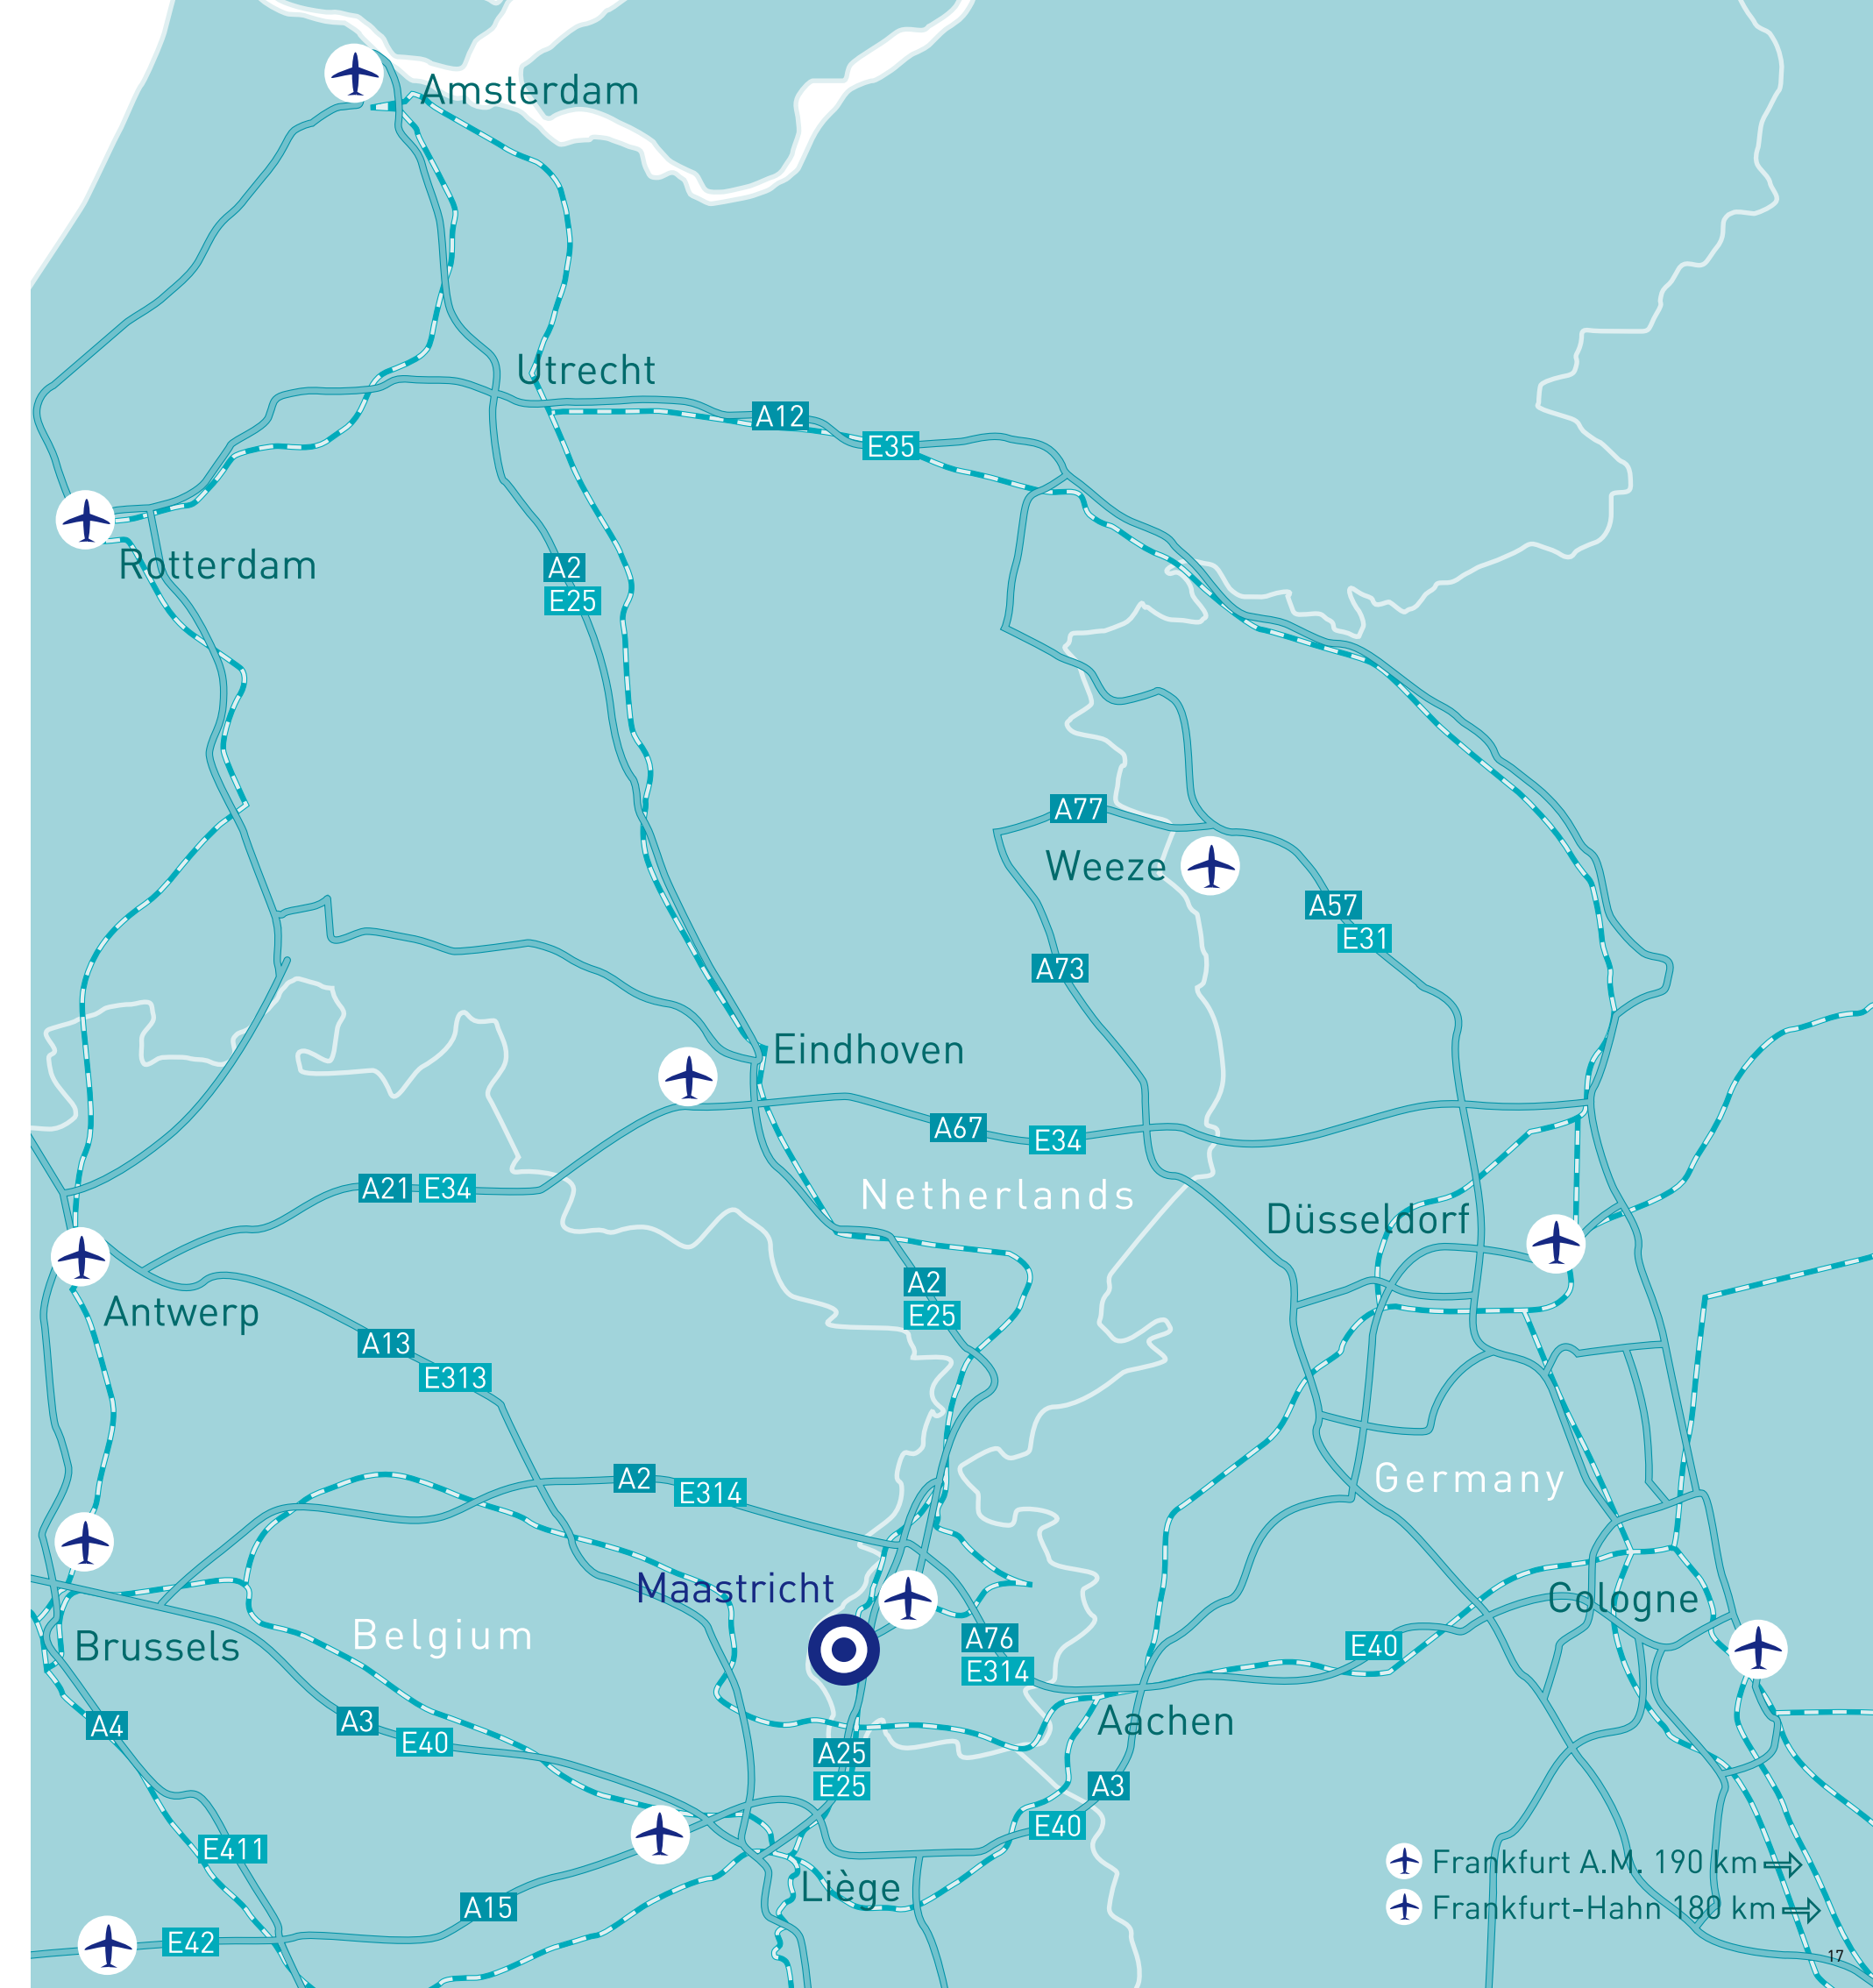 Amsterdam
Utrecht
A12
E35
Rotterdam
A2
E25
A77
Weeze
A57
E31
A73
Eindhoven
A67
E34
A21
E34
Netherlands
Düsseldorf
A2
E25
Antwerp
A13
E313
A2
E314
Germany
Maastricht
Cologne
Belgium
Brussels
A76
E314
E40
A4
A3
E40
Aachen
A25
E25
A3
E40
E411
Liège
A15
E42
Frankfurt A.M. 190 km
Frankfurt-Hahn 180 km
17